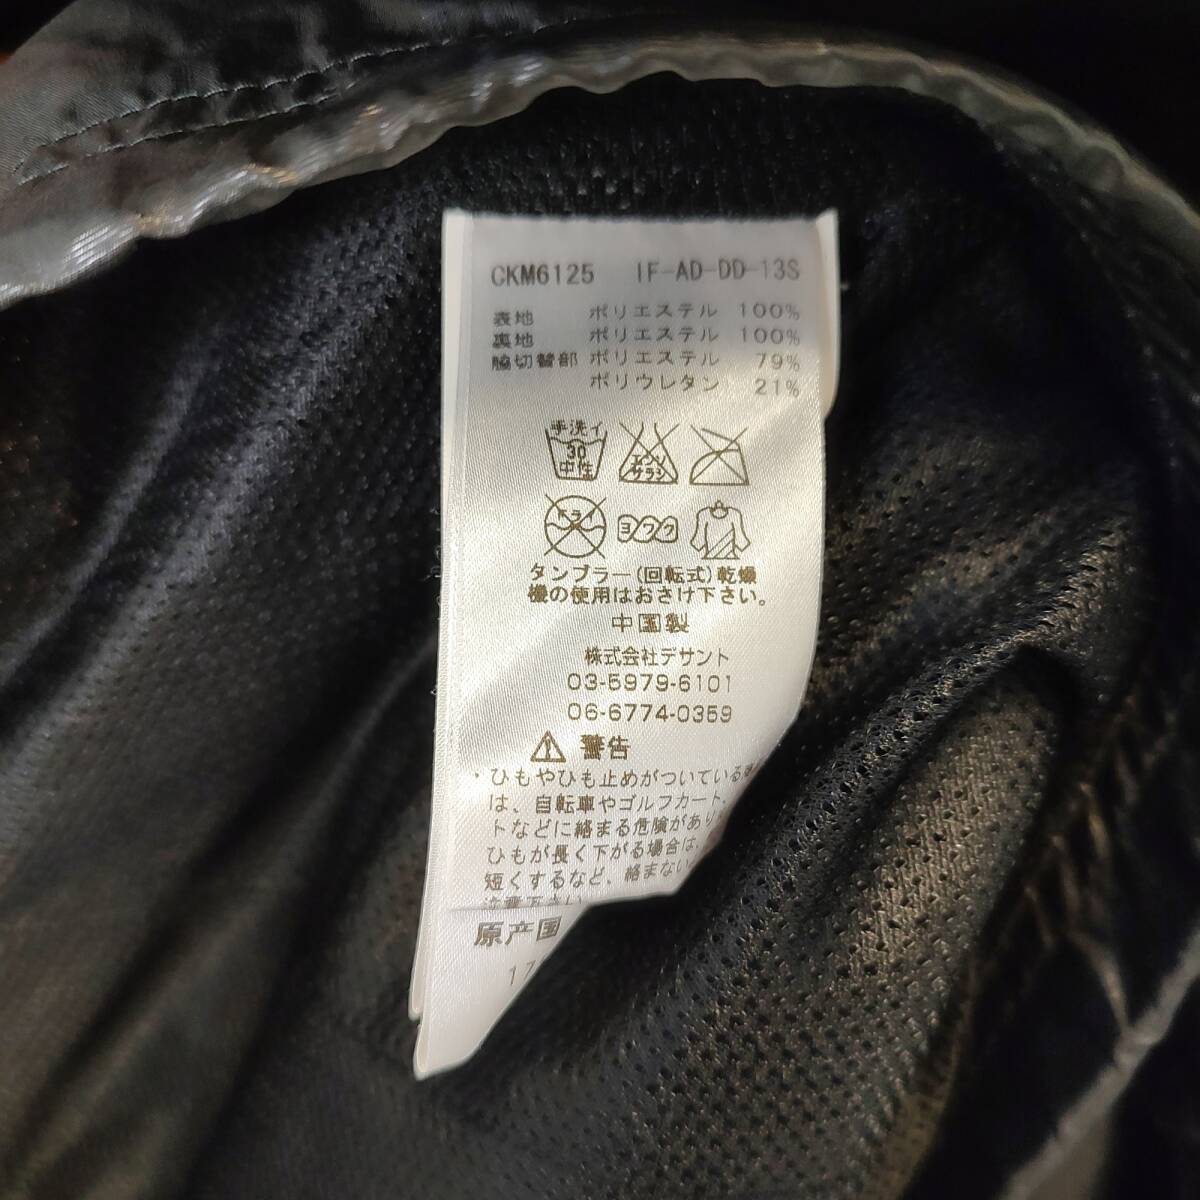 CKM6125 IF-AD-DD-13S
表地 ポリエステル 100%
裏地 ポリエステル 100%
脇切替部 ポリエステル 79%
ポリウレタン 21%
手洗イ
30
中性
エンソ
サラシ
ドライ
ヨワク
タンブラー(回転式)乾燥
機の使用はおさけ下さい。
中国製
株式会社デサント
03-5979-6101
06-6774-0359
警告
・ひもやひも止めがついている
は、自転車やゴルフカート、
トなどに絡まる危険があり
ひもが長く下がる場合は、
短くするなど、絡まない
注意下さい
原产国
17